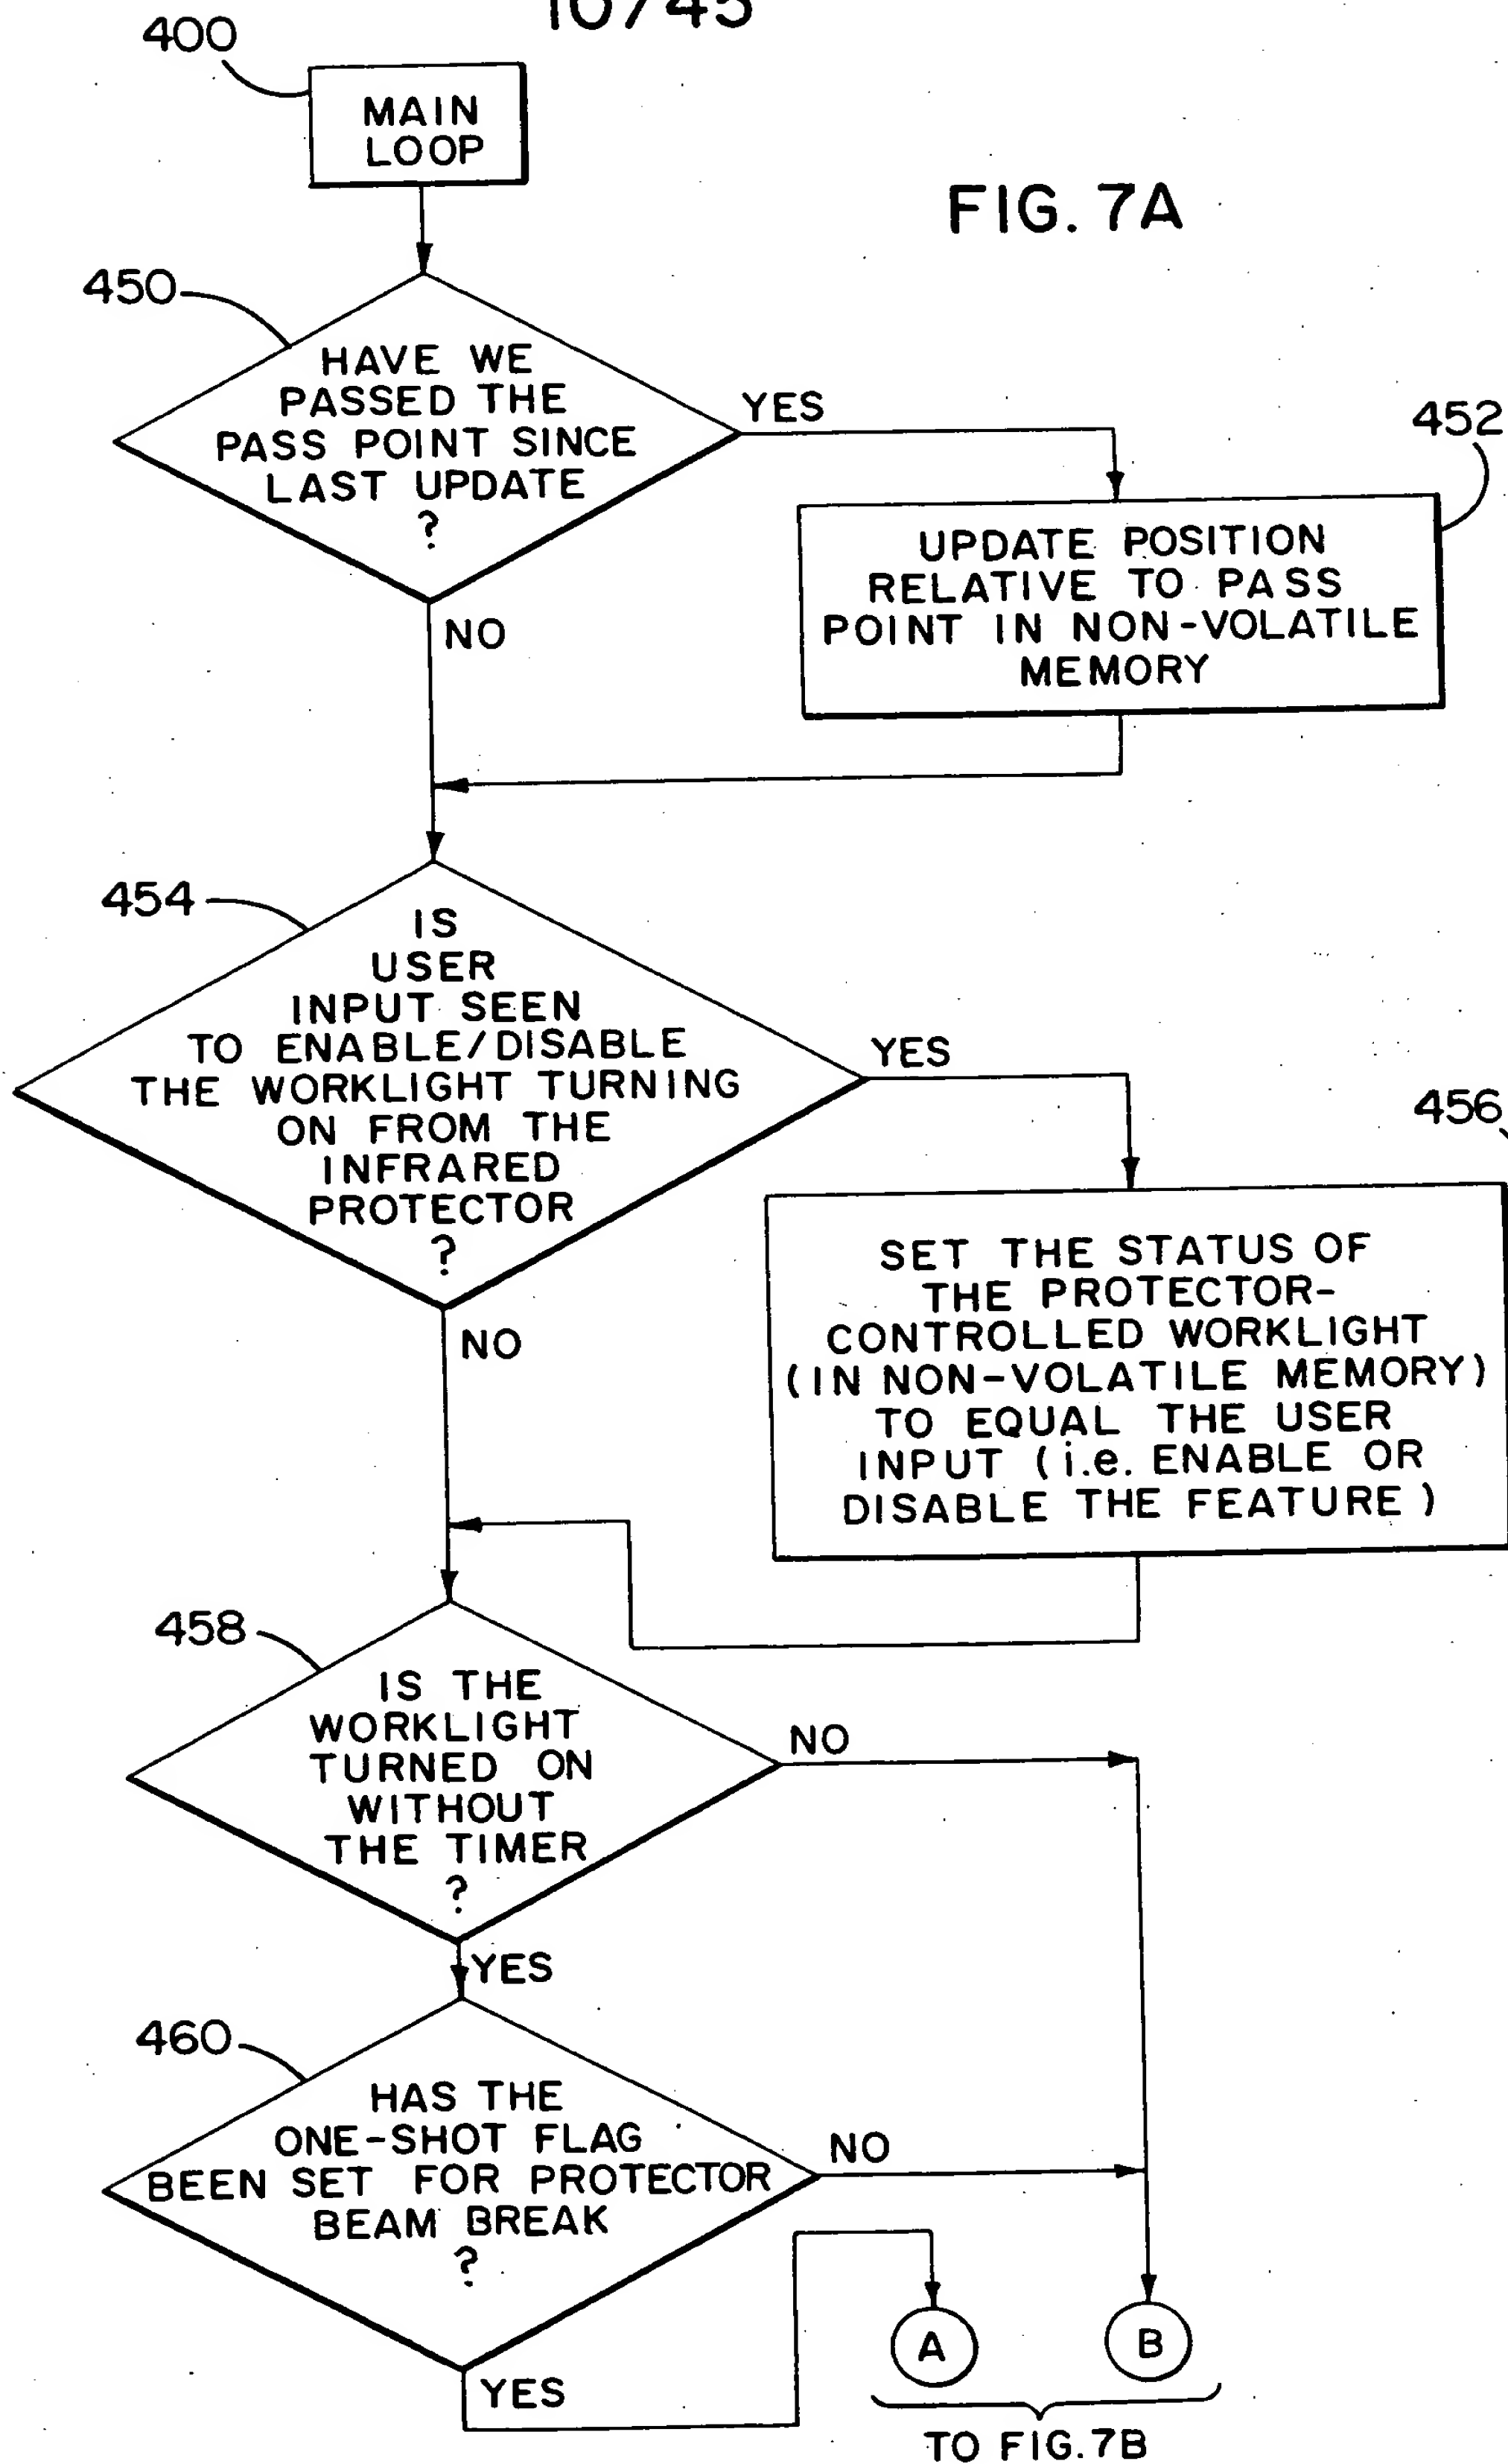 10/45
400
MAIN
LOOP
FIG. 7A
450
HAVE WE
PASSED THE
PASS POINT SINCE
LAST UPDATE
?
YES
NO
452
UPDATE POSITION
RELATIVE TO PASS
POINT IN NON-VOLATILE
MEMORY
454
IS
USER
INPUT SEEN
TO ENABLE/DISABLE
THE WORKLIGHT TURNING
ON FROM THE
INFRARED
PROTECTOR
?
YES
NO
456
SET THE STATUS OF
THE PROTECTOR-
CONTROLLED WORKLIGHT
(IN NON-VOLATILE MEMORY)
TO EQUAL THE USER
INPUT (i.e. ENABLE OR
DISABLE THE FEATURE)
458
IS THE
WORKLIGHT
TURNED ON
WITHOUT
THE TIMER
?
NO
YES
460
HAS THE
ONE-SHOT FLAG
BEEN SET FOR PROTECTOR
BEAM BREAK
?
NO
YES
A
B
TO FIG. 7B